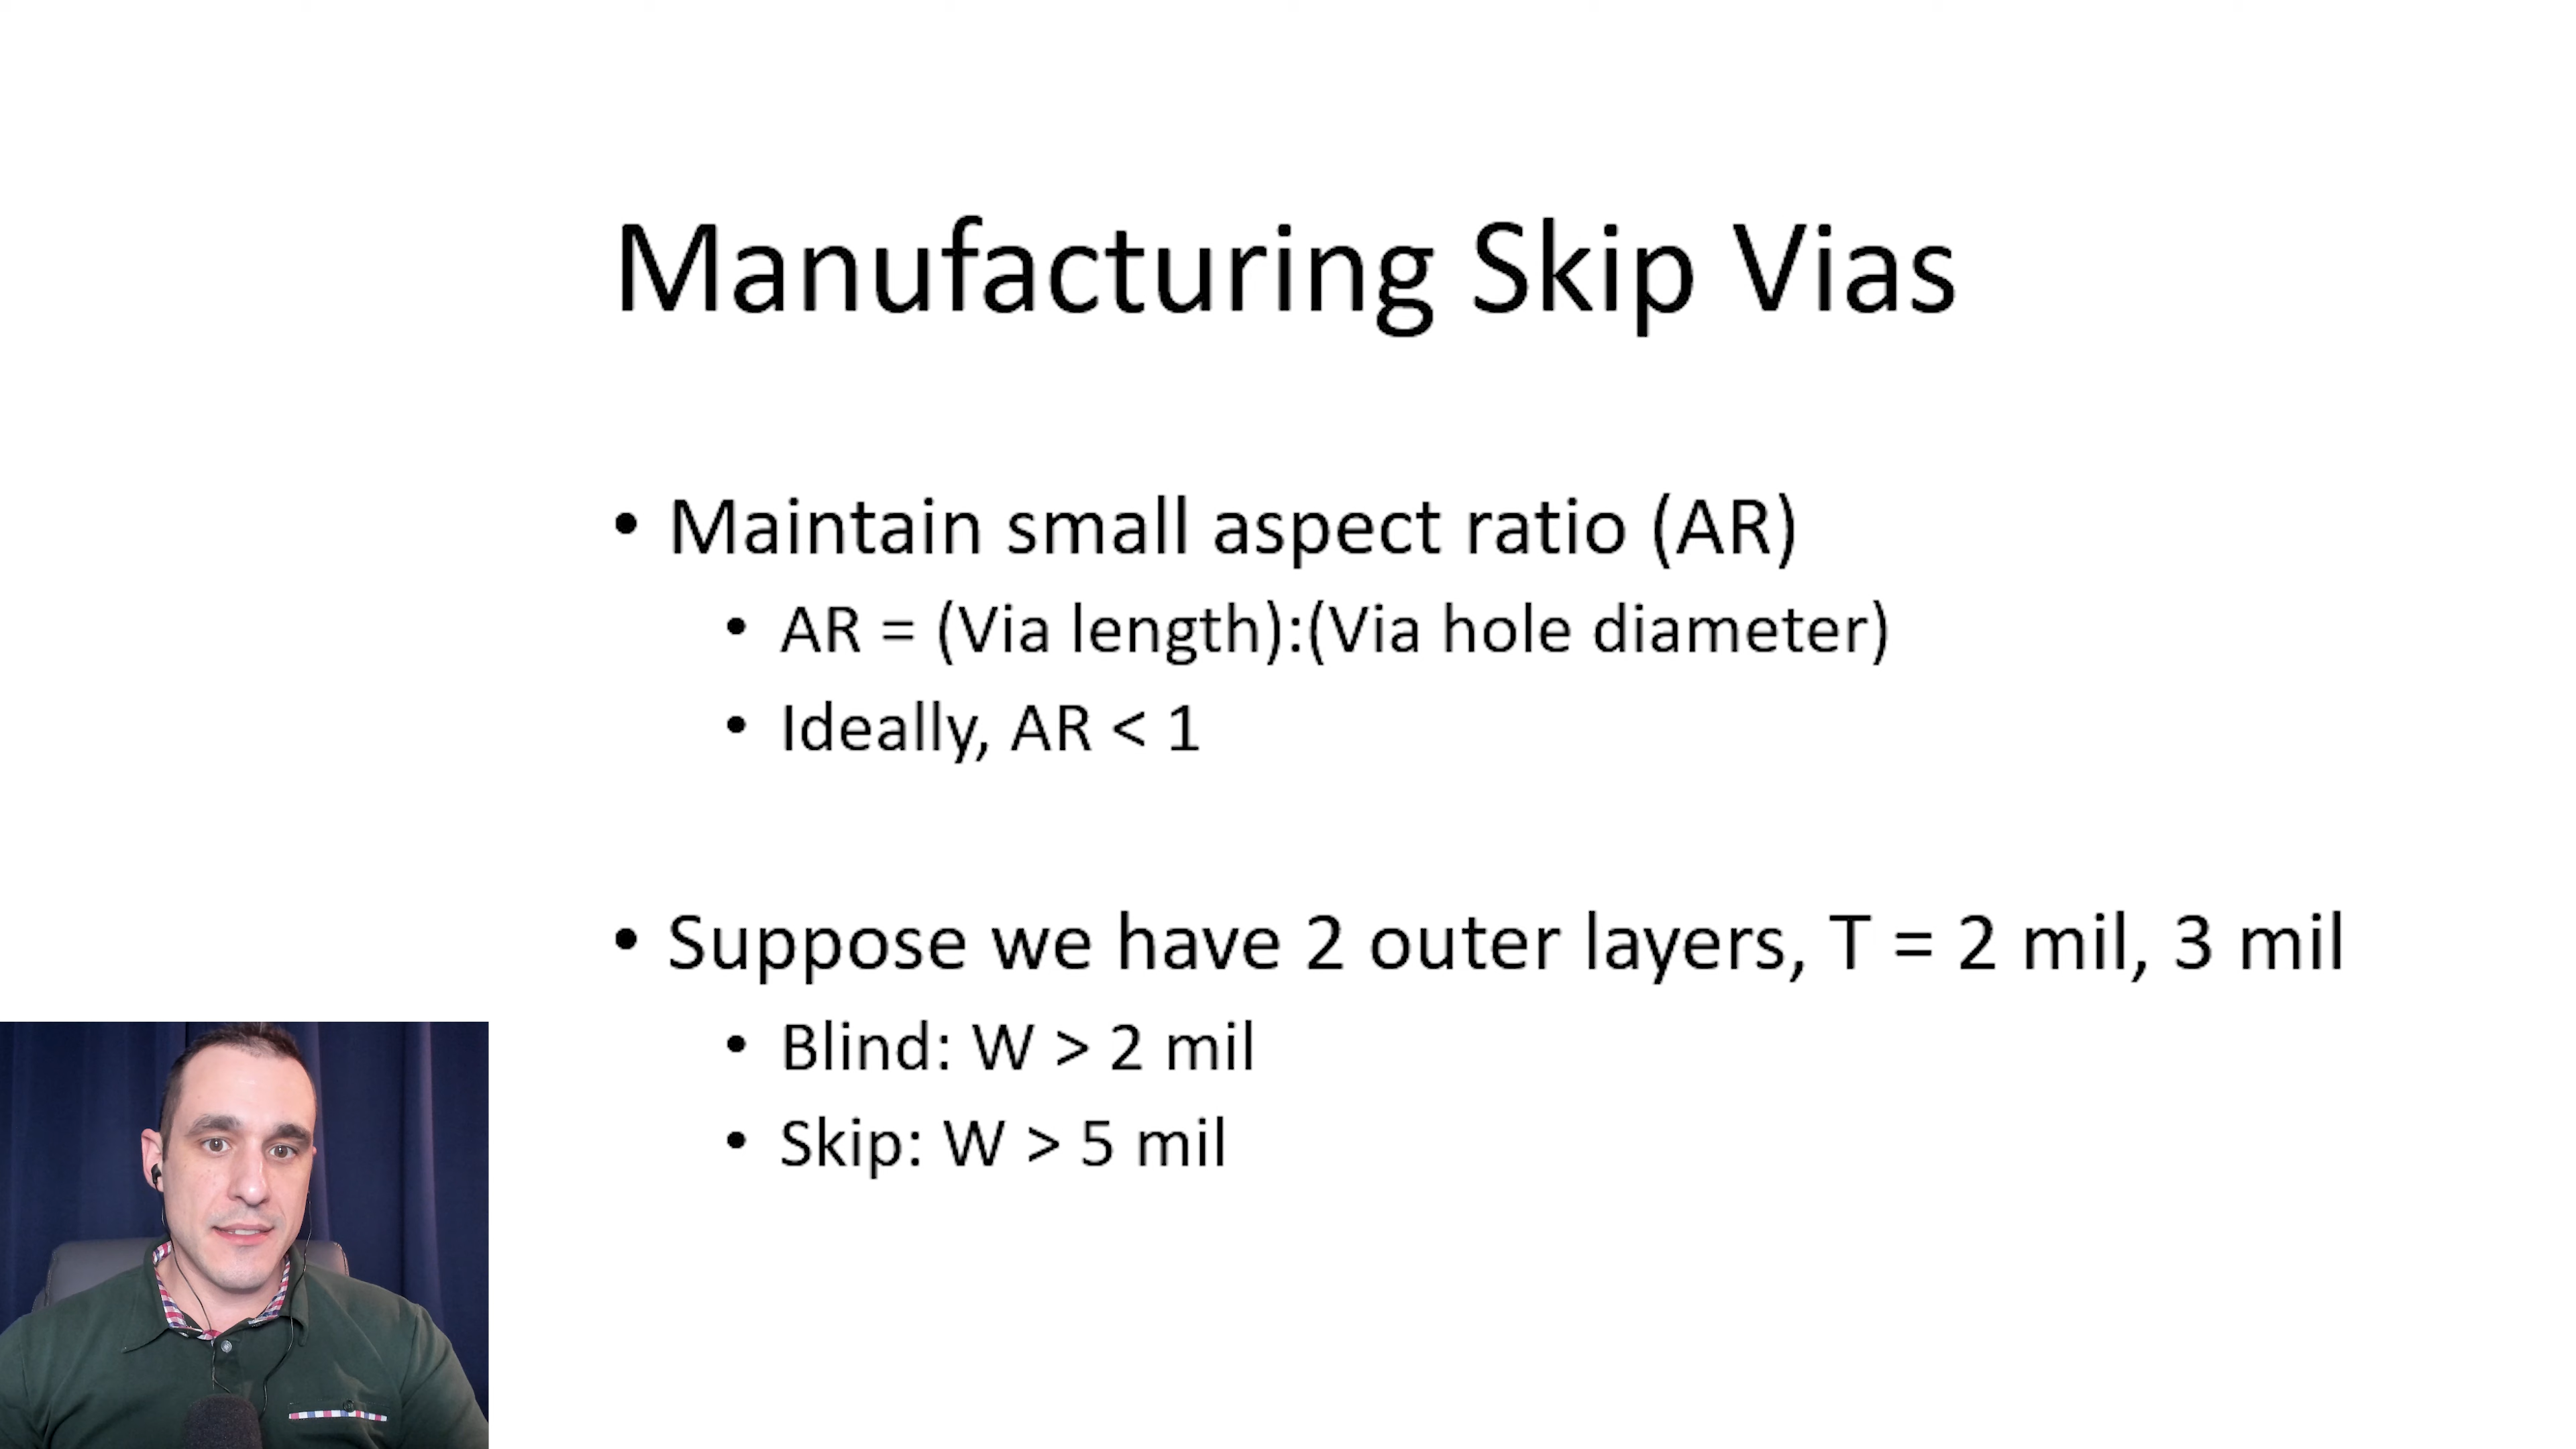 Manufacturing Skip Vias
• Maintain small aspect ratio (AR)
• AR = (Via length):(Via hole diameter)
• Ideally, AR < 1
• Suppose we have 2 outer layers, T = 2 mil, 3 mil
• Blind: W > 2 mil
• Skip: W > 5 mil